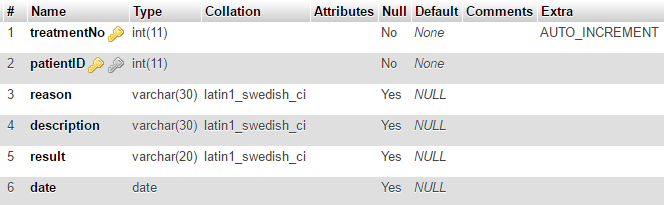 # Name Type Collation Attributes Null Default Comments Extra
1 treatmentNo int(11) No None AUTO_INCREMENT
2 patientID int(11) No None
3 reason varchar(30) latin1_swedish_ci Yes NULL
4 description varchar(30) latin1_swedish_ci Yes NULL
5 result varchar(20) latin1_swedish_ci Yes NULL
6 date date Yes NULL